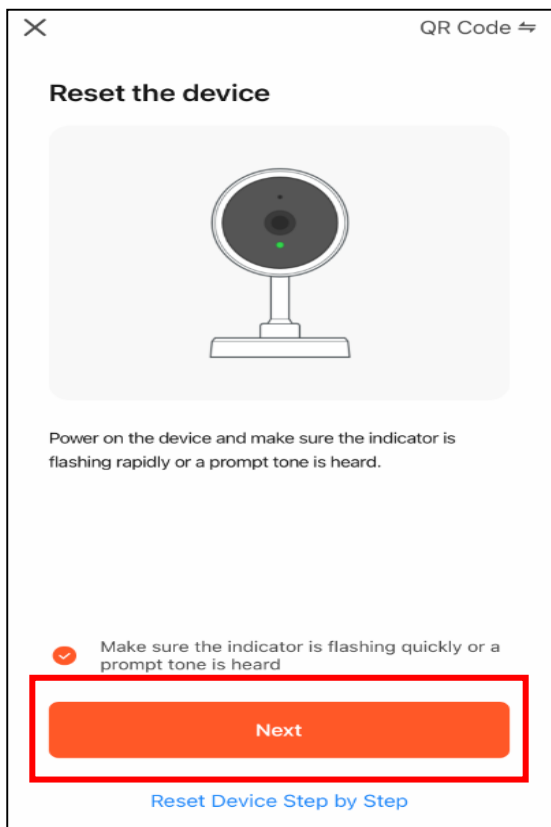 QR Code ⇋
Reset the device
Power on the device and make sure the indicator is
flashing rapidly or a prompt tone is heard.
Make sure the indicator is flashing quickly or a
prompt tone is heard
Next
Reset Device Step by Step